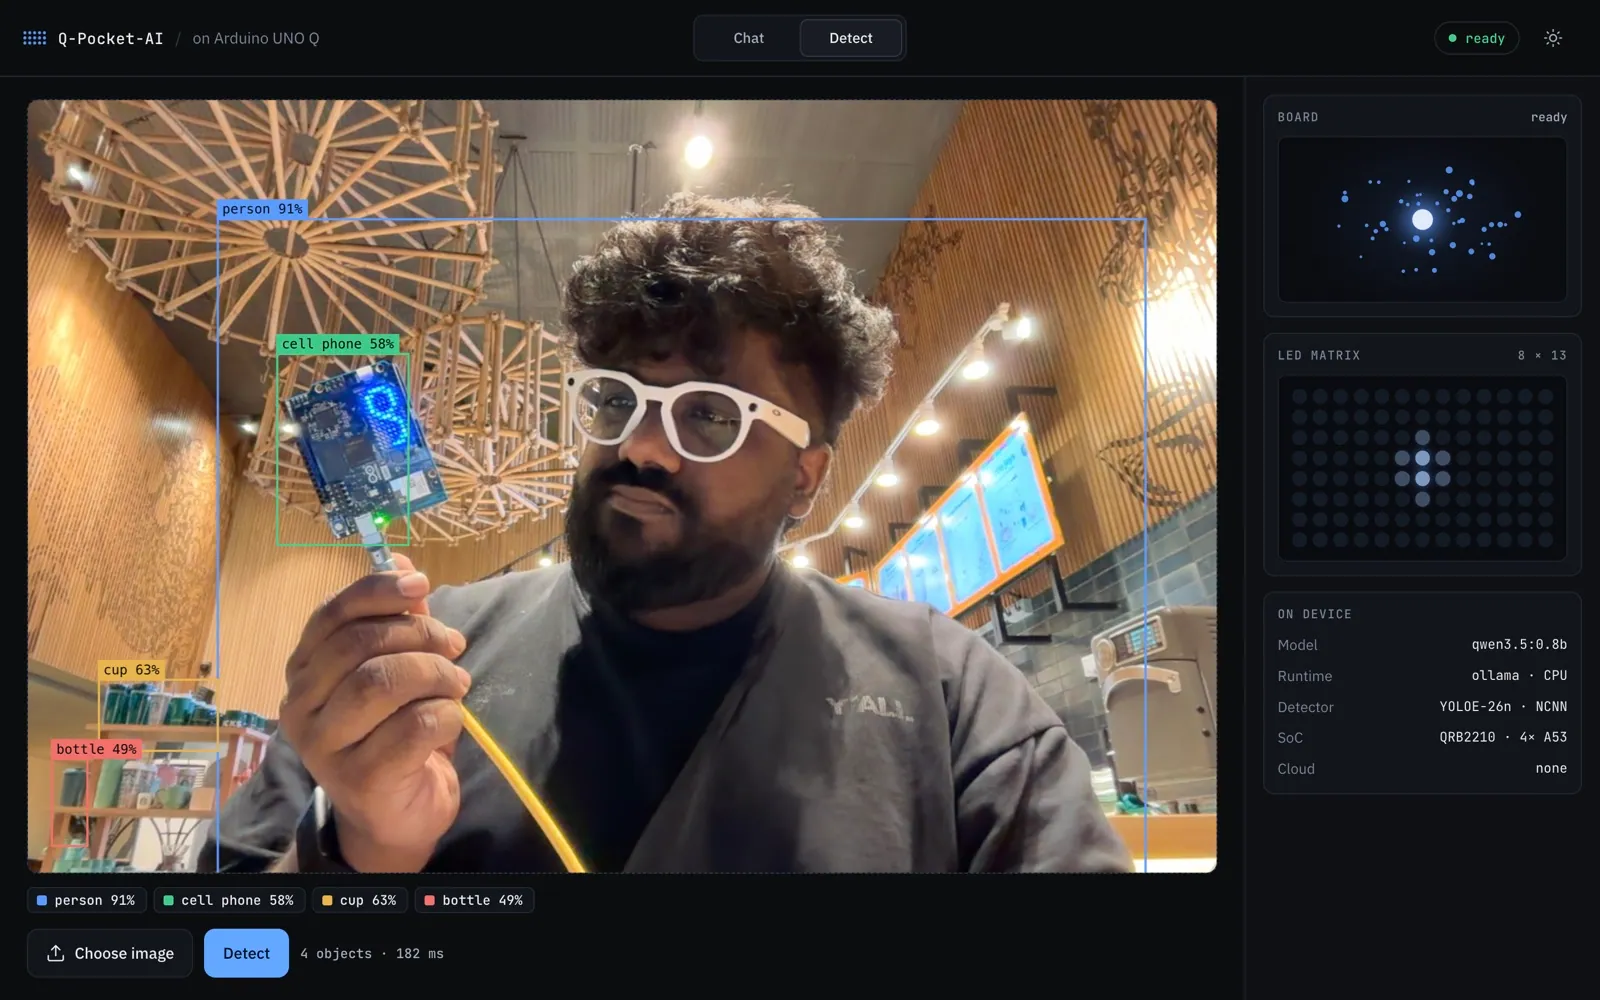 Q-Pocket-AI / on Arduino UNO Q
Chat
Detect
ready
person 91%
cell phone 58%
cup 63%
bottle 49%
Y'ALL.
person 91%
cell phone 58%
cup 63%
bottle 49%
Choose image
Detect
4 objects · 182 ms
BOARD
ready
LED MATRIX
8 × 13
ON DEVICE
Model
qwen3.5:0.8b
Runtime
ollama · CPU
Detector
YOLOE-26n · NCNN
SoC
QRB2210 · 4× A53
Cloud
none